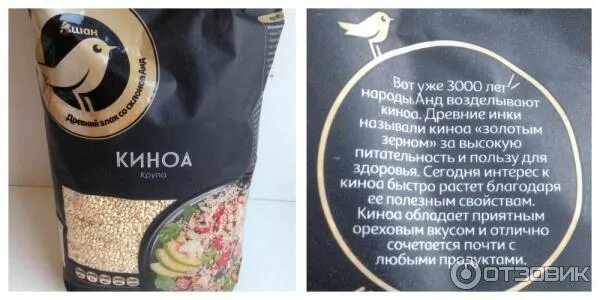 Ашан
Древний злак со склонов Анд
КИНОА
Крупа
Вот уже 3000 лет
народы Анд возделывают
киноа. Древние инки
называли киноа «золотым
зерном» за высокую
питательность и пользу для
здоровья. Сегодня интерес к
киноа быстро растет благодаря
ее полезным свойствам.
Киноа обладает приятным
ореховым вкусом и отлично
сочетается почти с
любыми продуктами.
ОТЗОВИК